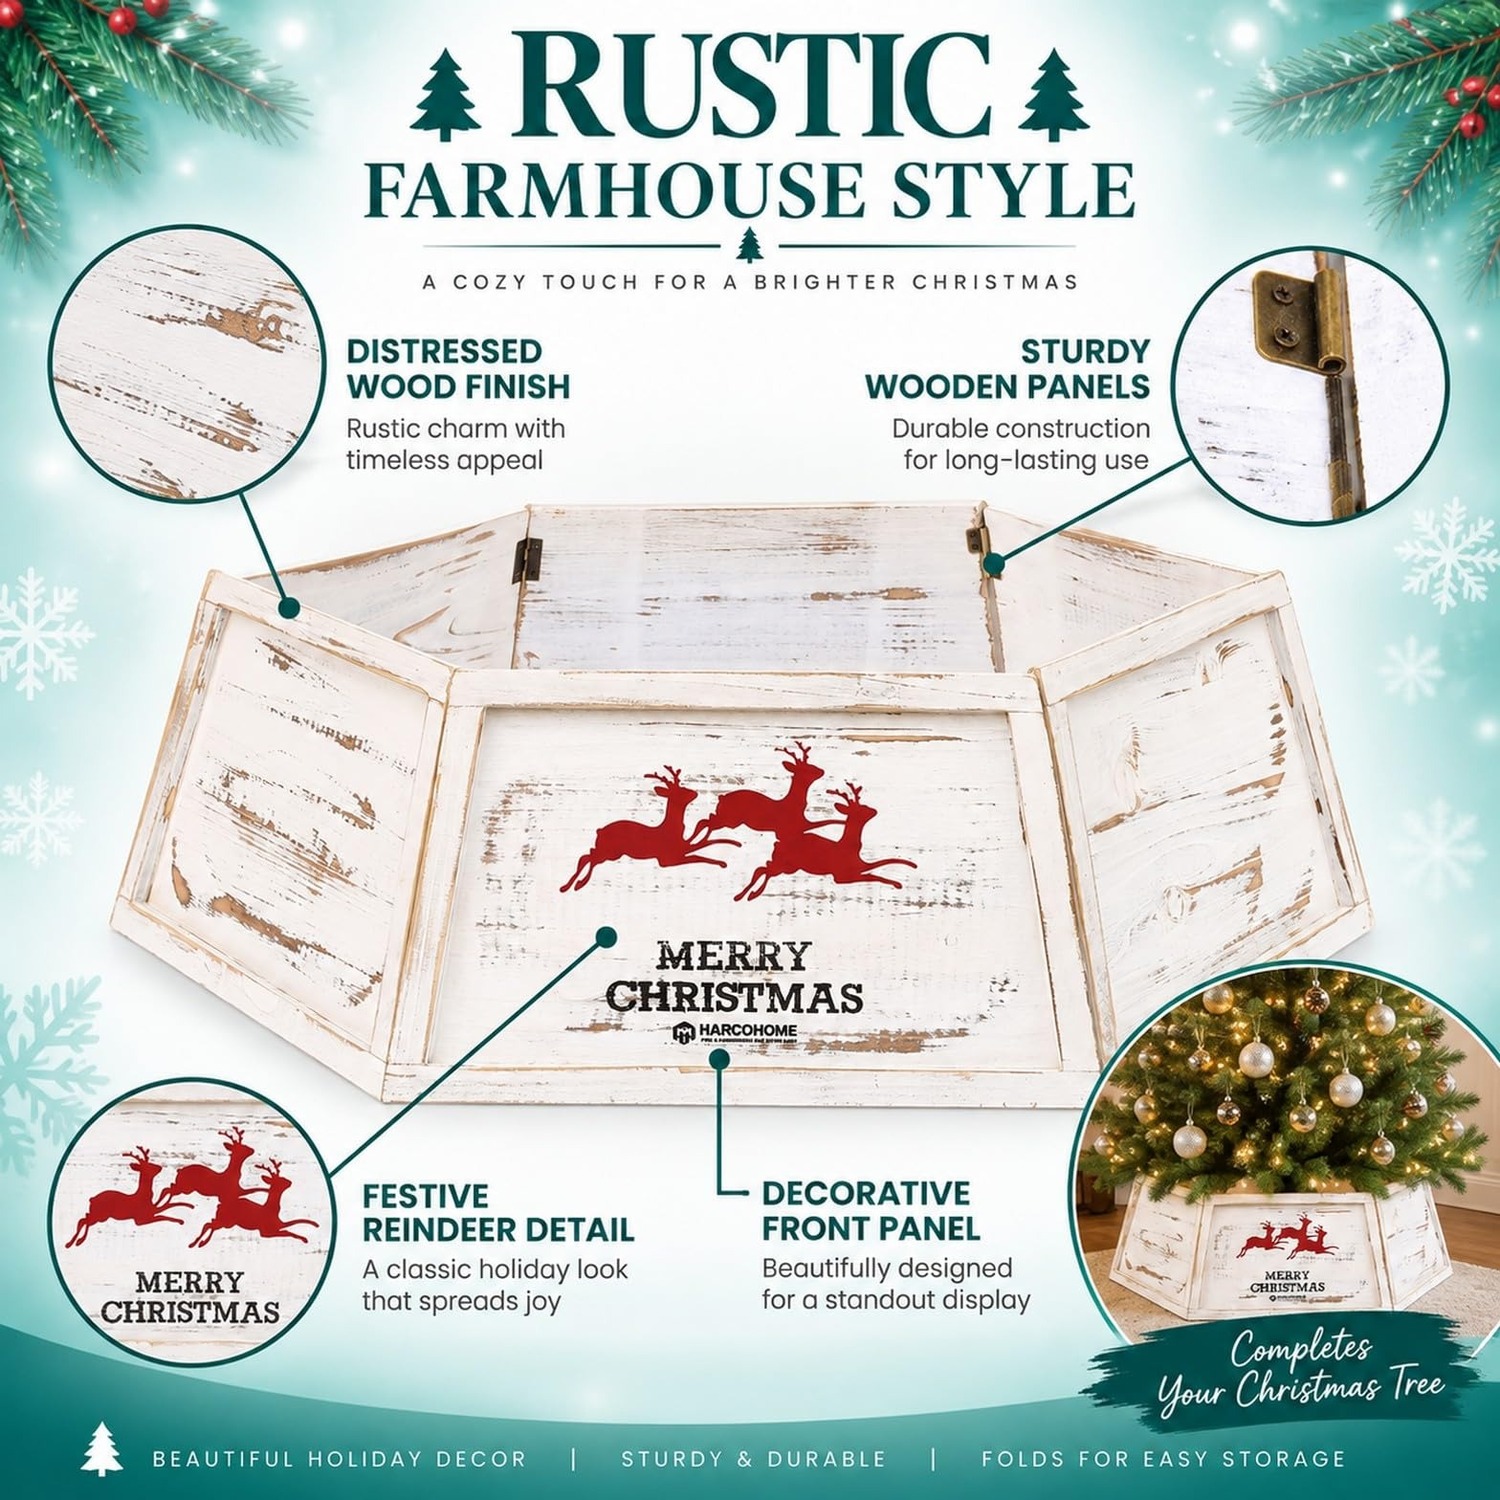 RUSTIC
FARMHOUSE STYLE
A COZY TOUCH FOR A BRIGHTER CHRISTMAS
DISTRESSED
WOOD FINISH
Rustic charm with
timeless appeal
STURDY
WOODEN PANELS
Durable construction
for long-lasting use
MERRY
CHRISTMAS
HARCOHOME
MERRY
CHRISTMAS
FESTIVE
REINDEER DETAIL
A classic holiday look
that spreads joy
DECORATIVE
FRONT PANEL
Beautifully designed
for a standout display
MERRY
CHRISTMAS
Completes
Your Christmas Tree
BEAUTIFUL HOLIDAY DECOR | STURDY & DURABLE | FOLDS FOR EASY STORAGE